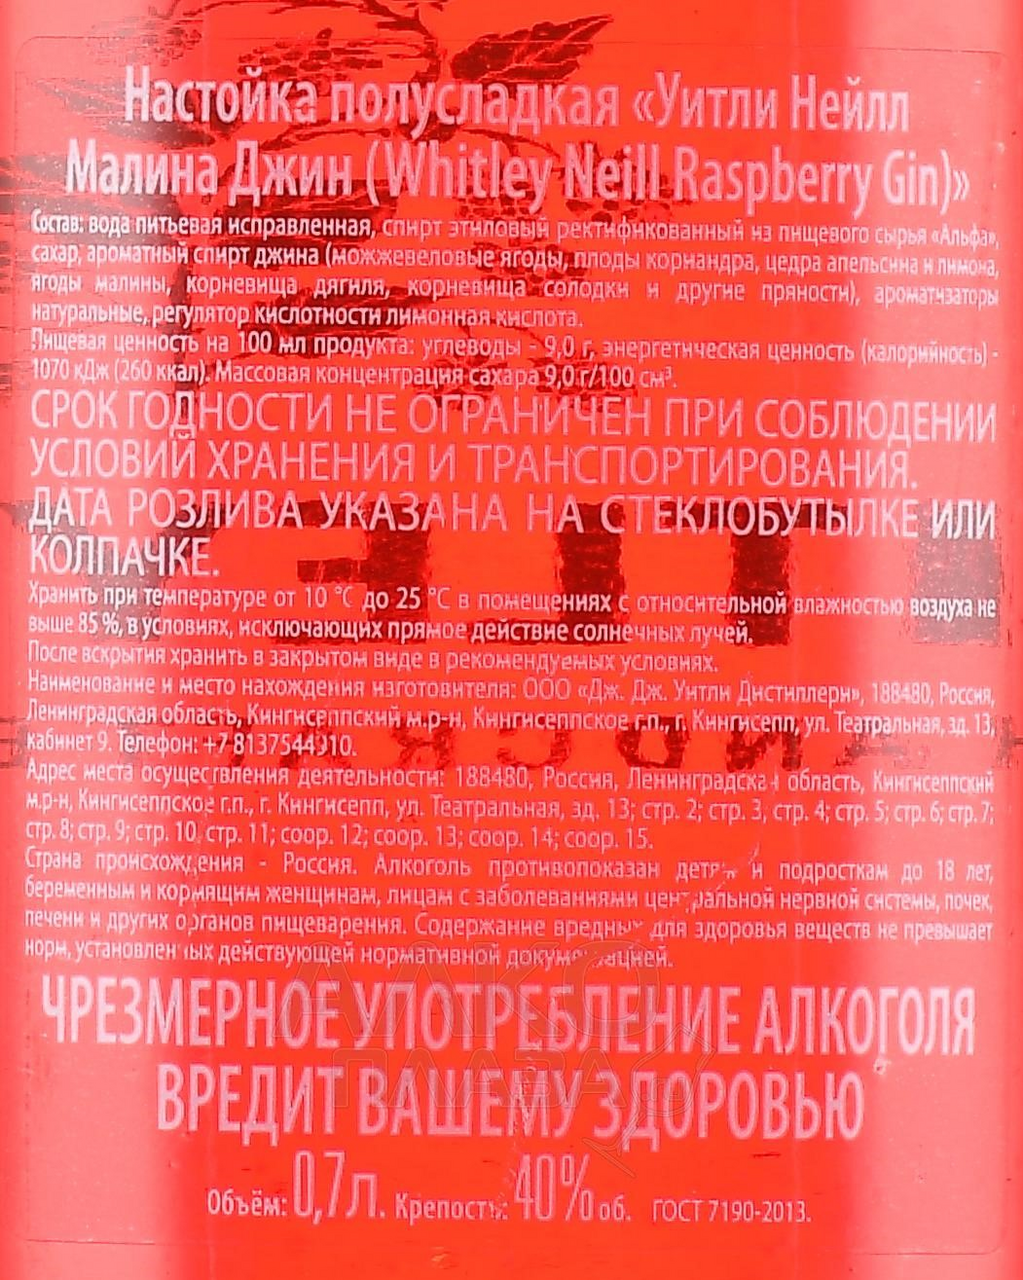 Настойка полусладкая «Уитли Нейлл
Малина Джин (Whitley Neill Raspberry Gin)»
Состав: вода питьевая исправленная, спирт этиловый ректификованный из пищевого сырья «Альфа»,
сахар, ароматный спирт джина (можжевеловые ягоды, плоды кориандра, цедра апельсина и лимона,
ягоды малины, корневища дягиля, корневища солодки и другие пряности), ароматизаторы
натуральные, регулятор кислотности лимонная кислота.
Пищевая ценность на 100 мл продукта: углеводы - 9,0 г, энергетическая ценность (калорийность) -
1070 кДж (260 ккал). Массовая концентрация сахара 9,0 г/100 см³.
СРОК ГОДНОСТИ НЕ ОГРАНИЧЕН ПРИ СОБЛЮДЕНИИ
УСЛОВИЙ ХРАНЕНИЯ И ТРАНСПОРТИРОВАНИЯ.
ДАТА РОЗЛИВА УКАЗАНА НА СТЕКЛОБУТЫЛКЕ ИЛИ
КОЛПАЧКЕ.
Хранить при температуре от 10 °С до 25 °С в помещениях с относительной влажностью воздуха не
выше 85 %, в условиях, исключающих прямое действие солнечных лучей.
После вскрытия хранить в закрытом виде в рекомендуемых условиях.
Наименование и место нахождения изготовителя: ООО «Дж. Дж. Уитли Дистиллери», 188480, Россия,
Ленинградская область, Кингисеппский м.р-н, Кингисеппское г.п., г. Кингисепп, ул. Театральная, зд. 13,
кабинет 9. Телефон: +7 8137544910.
Адрес места осуществления деятельности: 188480, Россия, Ленинградская область, Кингисеппский
м.р-н, Кингисеппское г.п., г. Кингисепп, ул. Театральная, зд. 13; стр. 2; стр. 3, стр. 4; стр. 5; стр. 6; стр. 7;
стр. 8; стр. 9; стр. 10, стр. 11; соор. 12; соор. 13; соор. 14; соор. 15.
Страна происхождения - Россия. Алкоголь противопоказан детям и подросткам до 18 лет,
беременным и кормящим женщинам, лицам с заболеваниями центральной нервной системы, почек,
печени и других органов пищеварения. Содержание вредных для здоровья веществ не превышает
норм, установленных действующей нормативной документацией.
ЧРЕЗМЕРНОЕ УПОТРЕБЛЕНИЕ АЛКОГОЛЯ
ВРЕДИТ ВАШЕМУ ЗДОРОВЬЮ
Объём: 0,7 л. Крепость: 40% об. ГОСТ 7190-2013.